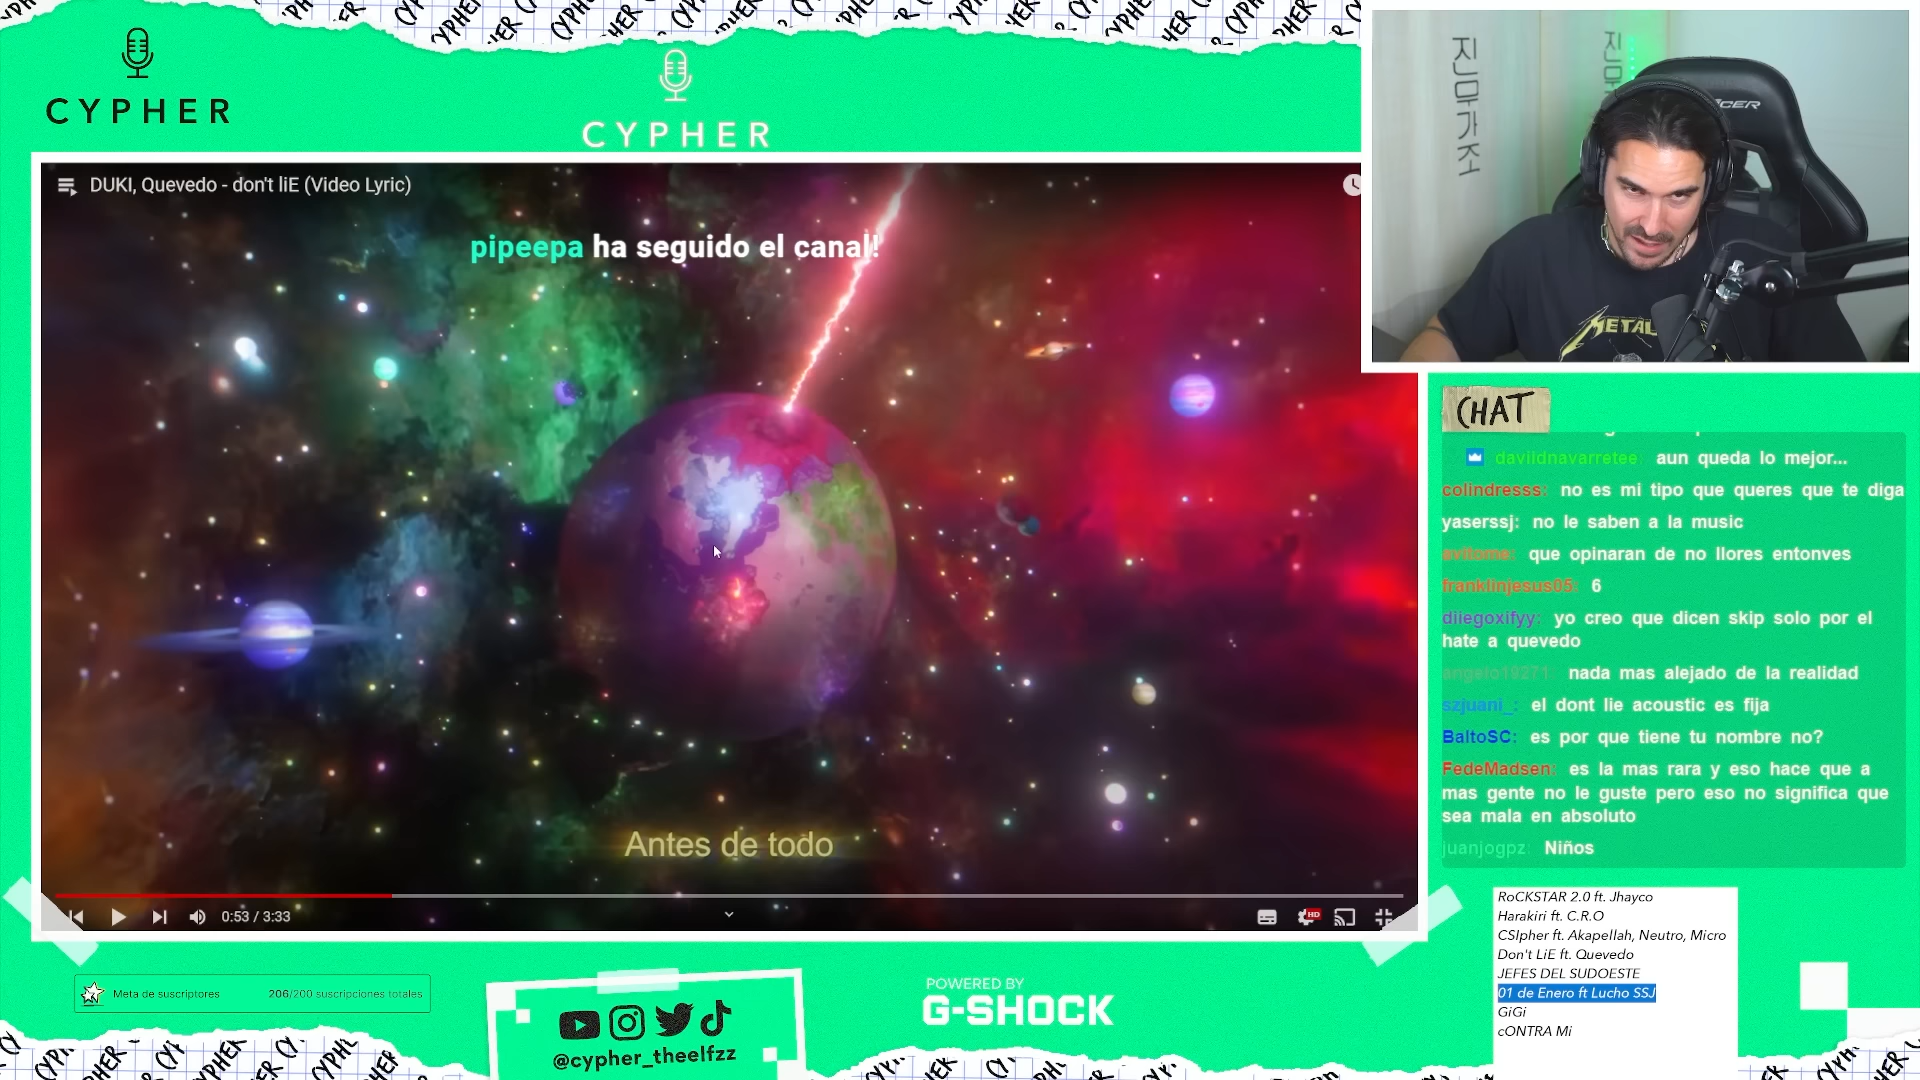 CYPHER
CYPHER
DUKI, Quevedo - don't liE (Video Lyric)
pipeepa ha seguido el canal!
Antes de todo
0:53 / 3:33
HD
METAL
CHAT
daviidnavarretee: aun queda lo mejor...
colindresss: no es mi tipo que queres que te diga
yaserssj: no le saben a la music
evitome: que opinaran de no llores entonves
franklinjesus05: 6
diiegoxifyy: yo creo que dicen skip solo por el
hate a quevedo
angelo19271: nada mas alejado de la realidad
szjuani_: el dont lie acoustic es fija
BaltoSC: es por que tiene tu nombre no?
FedeMadsen: es la mas rara y eso hace que a
mas gente no le guste pero eso no significa que
sea mala en absoluto
juanjogpz: Niños
RoCKSTAR 2.0 ft. Jhayco
Harakiri ft. C.R.O
CSIpher ft. Akapellah, Neutro, Micro
Don't LiE ft. Quevedo
JEFES DEL SUDOESTE
01 de Enero ft Lucho SSJ
GiGi
cONTRA Mi
Meta de suscriptores
206/200 suscripciones totales
@cypher_theelfzz
POWERED BY
G-SHOCK